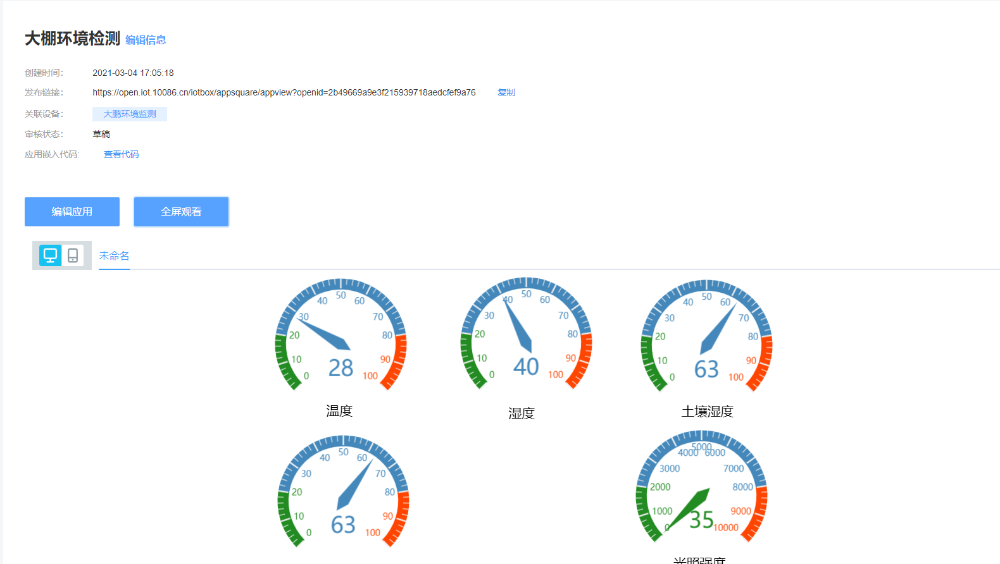 大棚环境检测 编辑信息
创建时间： 2021-03-04 17:05:18
发布链接： https://open.iot.10086.cn/iotbox/appsquare/appview?openid=2b49669a9e3f215939718aedcfef9a76 复制
关联设备： 大鹏环境监测
审核状态： 草稿
应用嵌入代码: 查看代码
编辑应用 全屏观看
未命名
0 10 20 30 40 50 60 70 80 90 100
28
温度
0 10 20 30 40 50 60 70 80 90 100
40
湿度
0 10 20 30 40 50 60 70 80 90 100
63
土壤湿度
0 10 20 30 40 50 60 70 80 90 100
63
0 1000 2000 3000 4000 5000 6000 7000 8000 9000 10000
35
光照强度